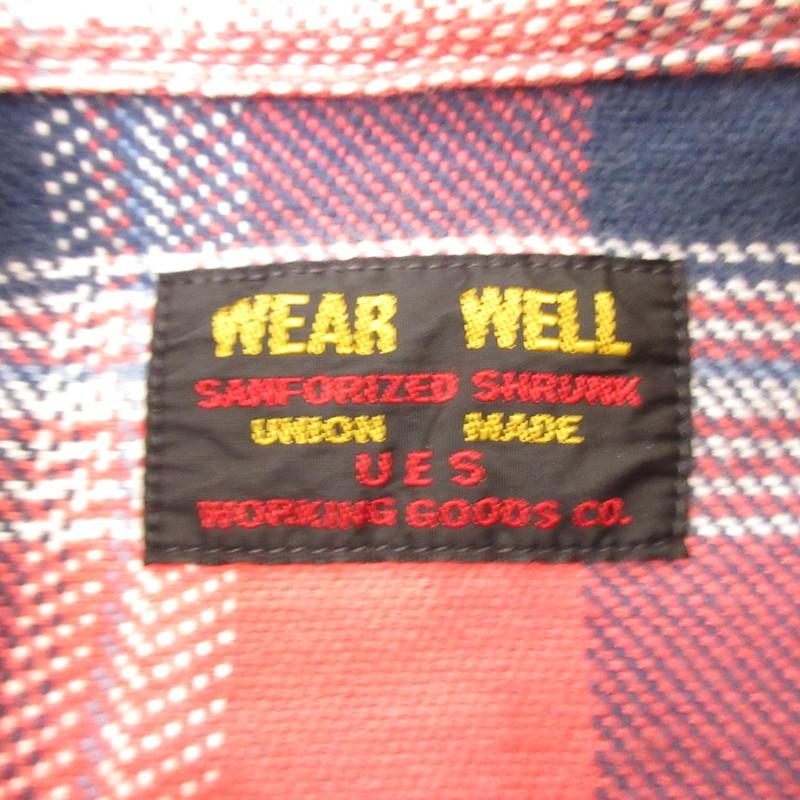 WEAR WELL
SANFORIZED SHRUNK
UNION MADE
UES
WORKING GOODS CO.